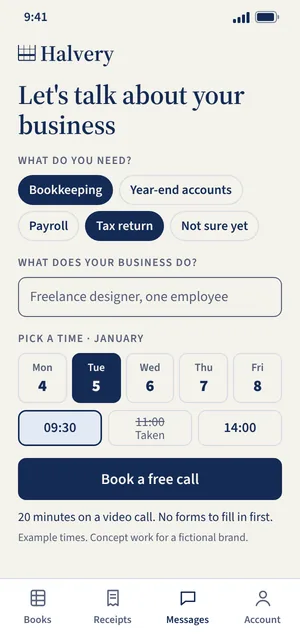 9:41
Halvery
Let's talk about your
business
WHAT DO YOU NEED?
Bookkeeping Year-end accounts
Payroll Tax return Not sure yet
WHAT DOES YOUR BUSINESS DO?
Freelance designer, one employee
PICK A TIME · JANUARY
Mon Tue Wed Thu Fri
4 5 6 7 8
09:30 11:00 14:00
Taken
Book a free call
20 minutes on a video call. No forms to fill in first.
Example times. Concept work for a fictional brand.
Books Receipts Messages Account